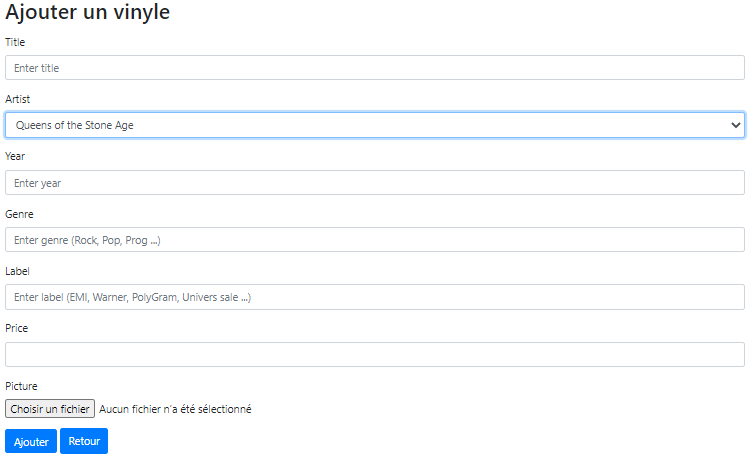 Ajouter un vinyle
Title
Enter title
Artist
Queens of the Stone Age
Year
Enter year
Genre
Enter genre (Rock, Pop, Prog ...)
Label
Enter label (EMI, Warner, PolyGram, Univers sale ...)
Price
Picture
Choisir un fichier Aucun fichier n'a été sélectionné
Ajouter Retour